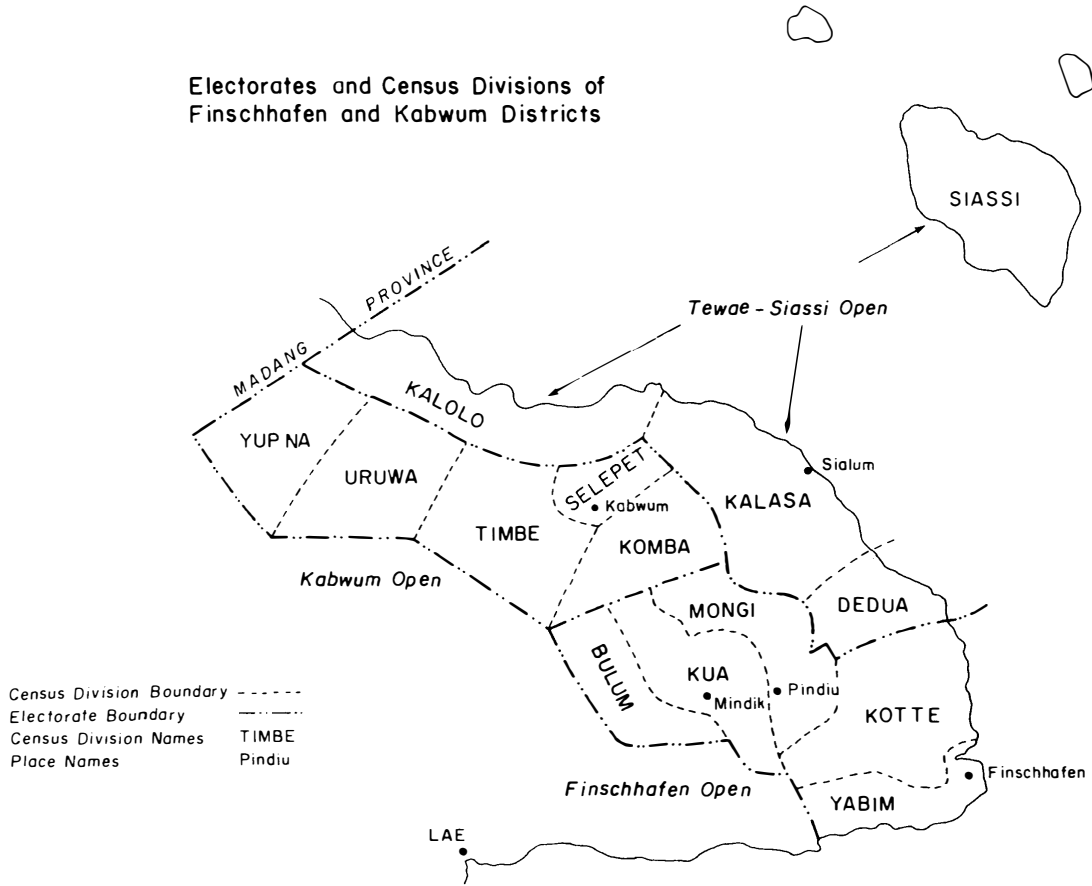 Electorates and Census Divisions of
Finschhafen and Kabwum Districts
SIASSI
MADANG PROVINCE
Tewae - Siassi Open
KALOLO
YUPNA
URUWA
SELEPET
Sialum
KALASA
Kabwum
TIMBE
KOMBA
Kabwum Open
MONGI
DEDUA
BULUM
KUA
Mindik
Pindiu
KOTTE
Census Division Boundary
Electorate Boundary
Census Division Names TIMBE
Place Names Pindiu
Finschhafen Open
Finschhafen
YABIM
LAE